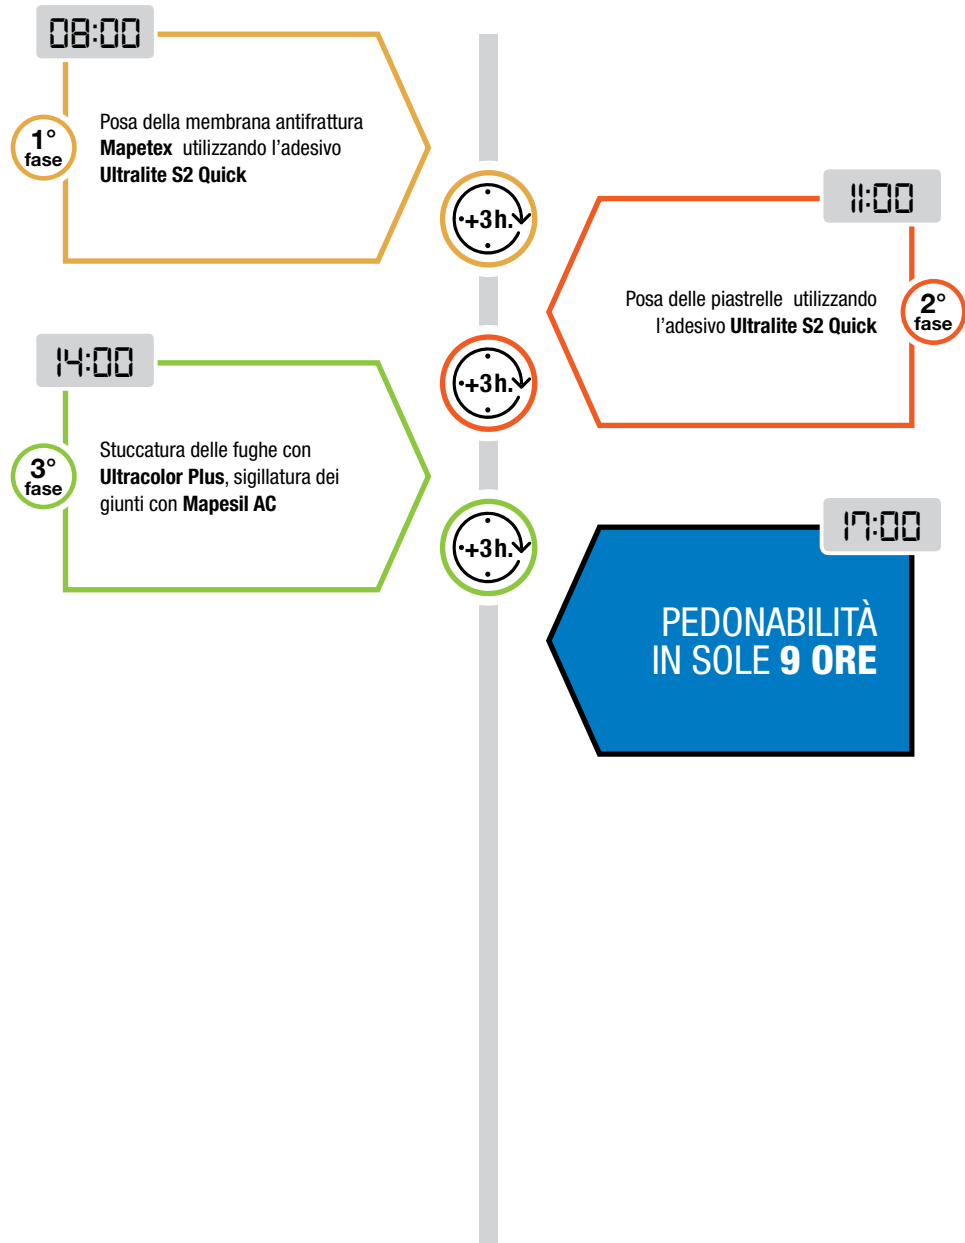 08:00
1°
fase
Posa della membrana antifrattura
Mapetex utilizzando l’adesivo
Ultralite S2 Quick
+3h.
11:00
Posa delle piastrelle utilizzando
l’adesivo Ultralite S2 Quick
2°
fase
+3h.
14:00
3°
fase
Stuccatura delle fughe con
Ultracolor Plus, sigillatura dei
giunti con Mapesil AC
+3h.
17:00
PEDONABILITÀ
IN SOLE 9 ORE